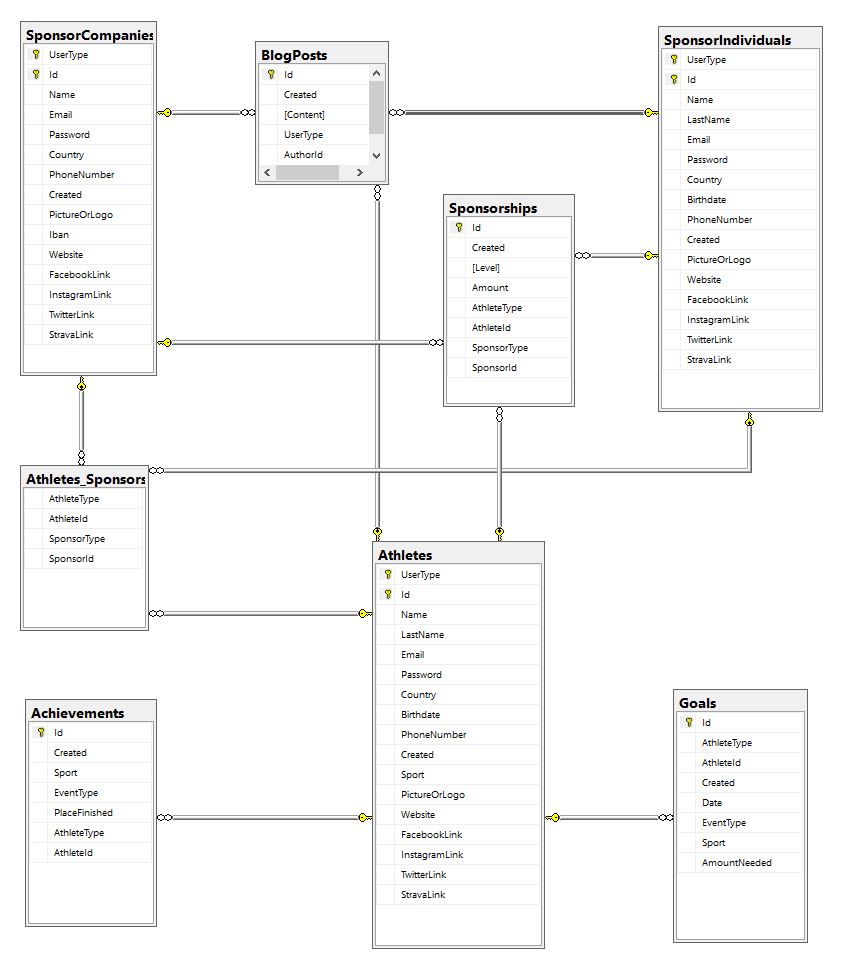 SponsorCompanies
UserType
Id
Name
Email
Password
Country
PhoneNumber
Created
PictureOrLogo
Iban
Website
FacebookLink
InstagramLink
TwitterLink
StravaLink
BlogPosts
Id
Created
[Content]
UserType
AuthorId
SponsorIndividuals
UserType
Id
Name
LastName
Email
Password
Country
Birthdate
PhoneNumber
Created
PictureOrLogo
Website
FacebookLink
InstagramLink
TwitterLink
StravaLink
Sponsorships
Id
Created
[Level]
Amount
AthleteType
AthleteId
SponsorType
SponsorId
Athletes_Sponsors
AthleteType
AthleteId
SponsorType
SponsorId
Athletes
UserType
Id
Name
LastName
Email
Password
Country
Birthdate
PhoneNumber
Created
Sport
PictureOrLogo
Website
FacebookLink
InstagramLink
TwitterLink
StravaLink
Achievements
Id
Created
Sport
EventType
PlaceFinished
AthleteType
AthleteId
Goals
Id
AthleteType
AthleteId
Created
Date
EventType
Sport
AmountNeeded